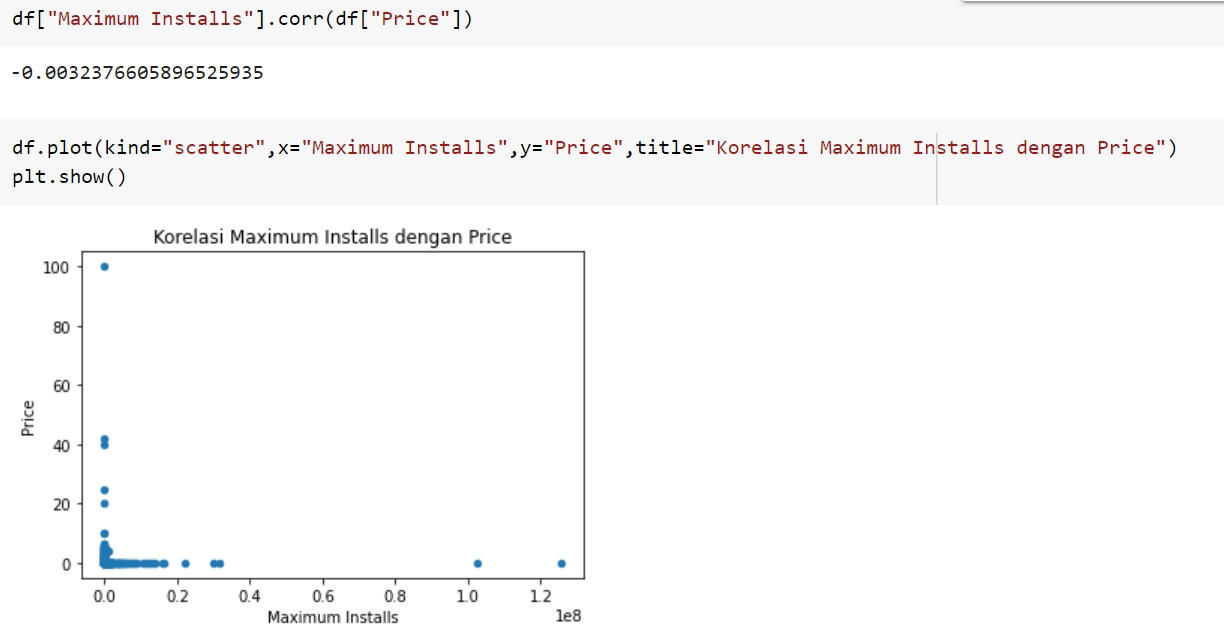 df["Maximum Installs"].corr(df["Price"])
-0.0032376605896525935
df.plot(kind="scatter",x="Maximum Installs",y="Price",title="Korelasi Maximum Installs dengan Price")
plt.show()
Korelasi Maximum Installs dengan Price
100
80
60
40
20
0
Price
0.0 0.2 0.4 0.6 0.8 1.0 1.2
1e8
Maximum Installs